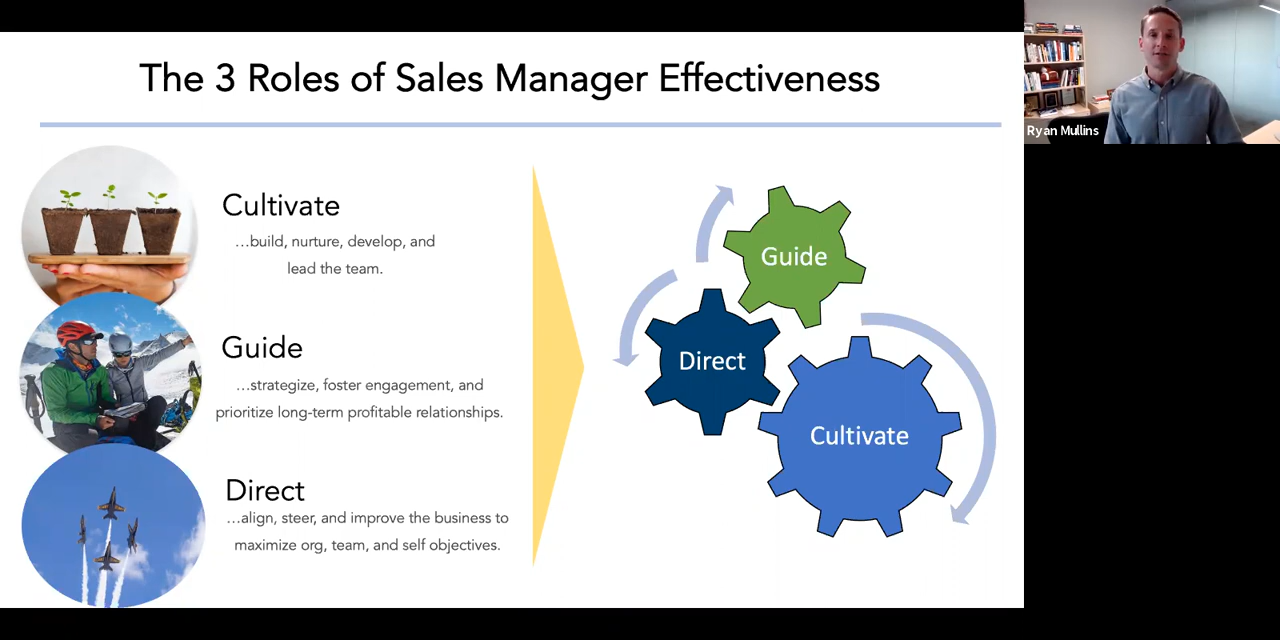 The 3 Roles of Sales Manager Effectiveness
Cultivate
…build, nurture, develop, and
lead the team.
Guide
…strategize, foster engagement, and
prioritize long-term profitable relationships.
Direct
…align, steer, and improve the business to
maximize org, team, and self objectives.
Guide
Direct
Cultivate
Ryan Mullins